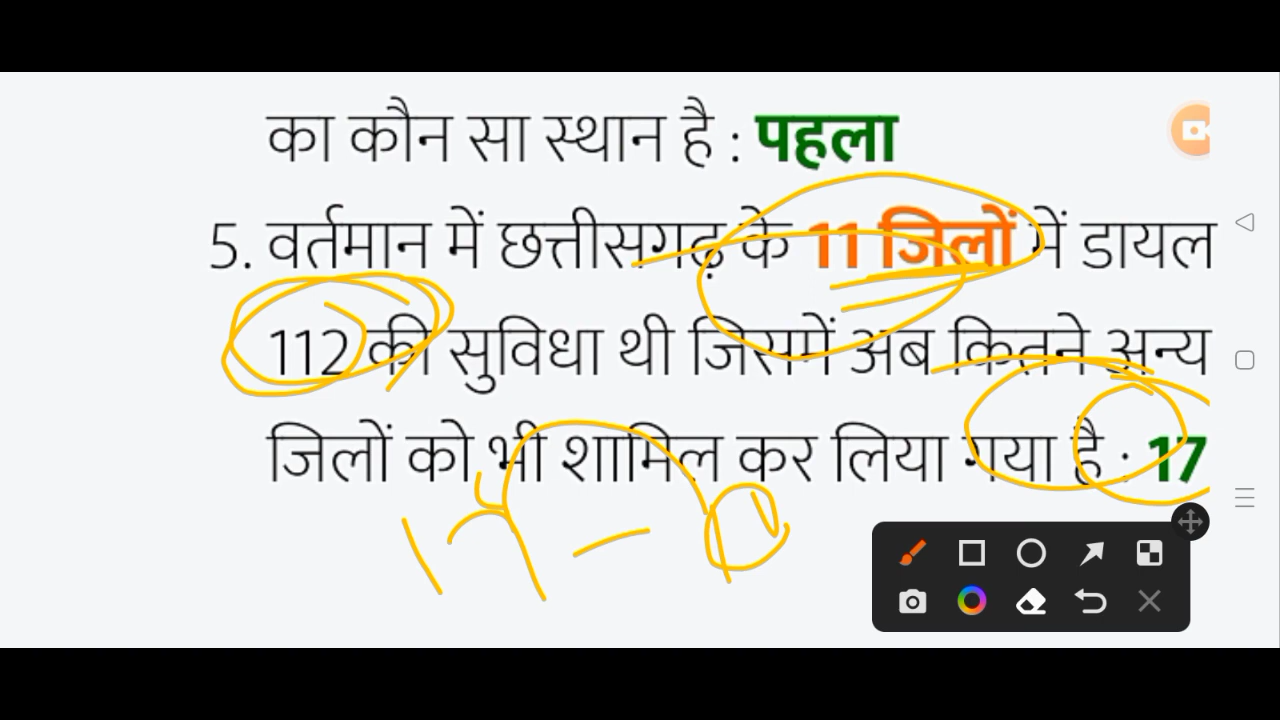 का कौन सा स्थान है : पहला
5. वर्तमान में छत्तीसगढ़ के 11 जिलों में डायल
112 की सुविधा थी जिसमें अब कितने अन्य
जिलों को भी शामिल कर लिया गया है : 17